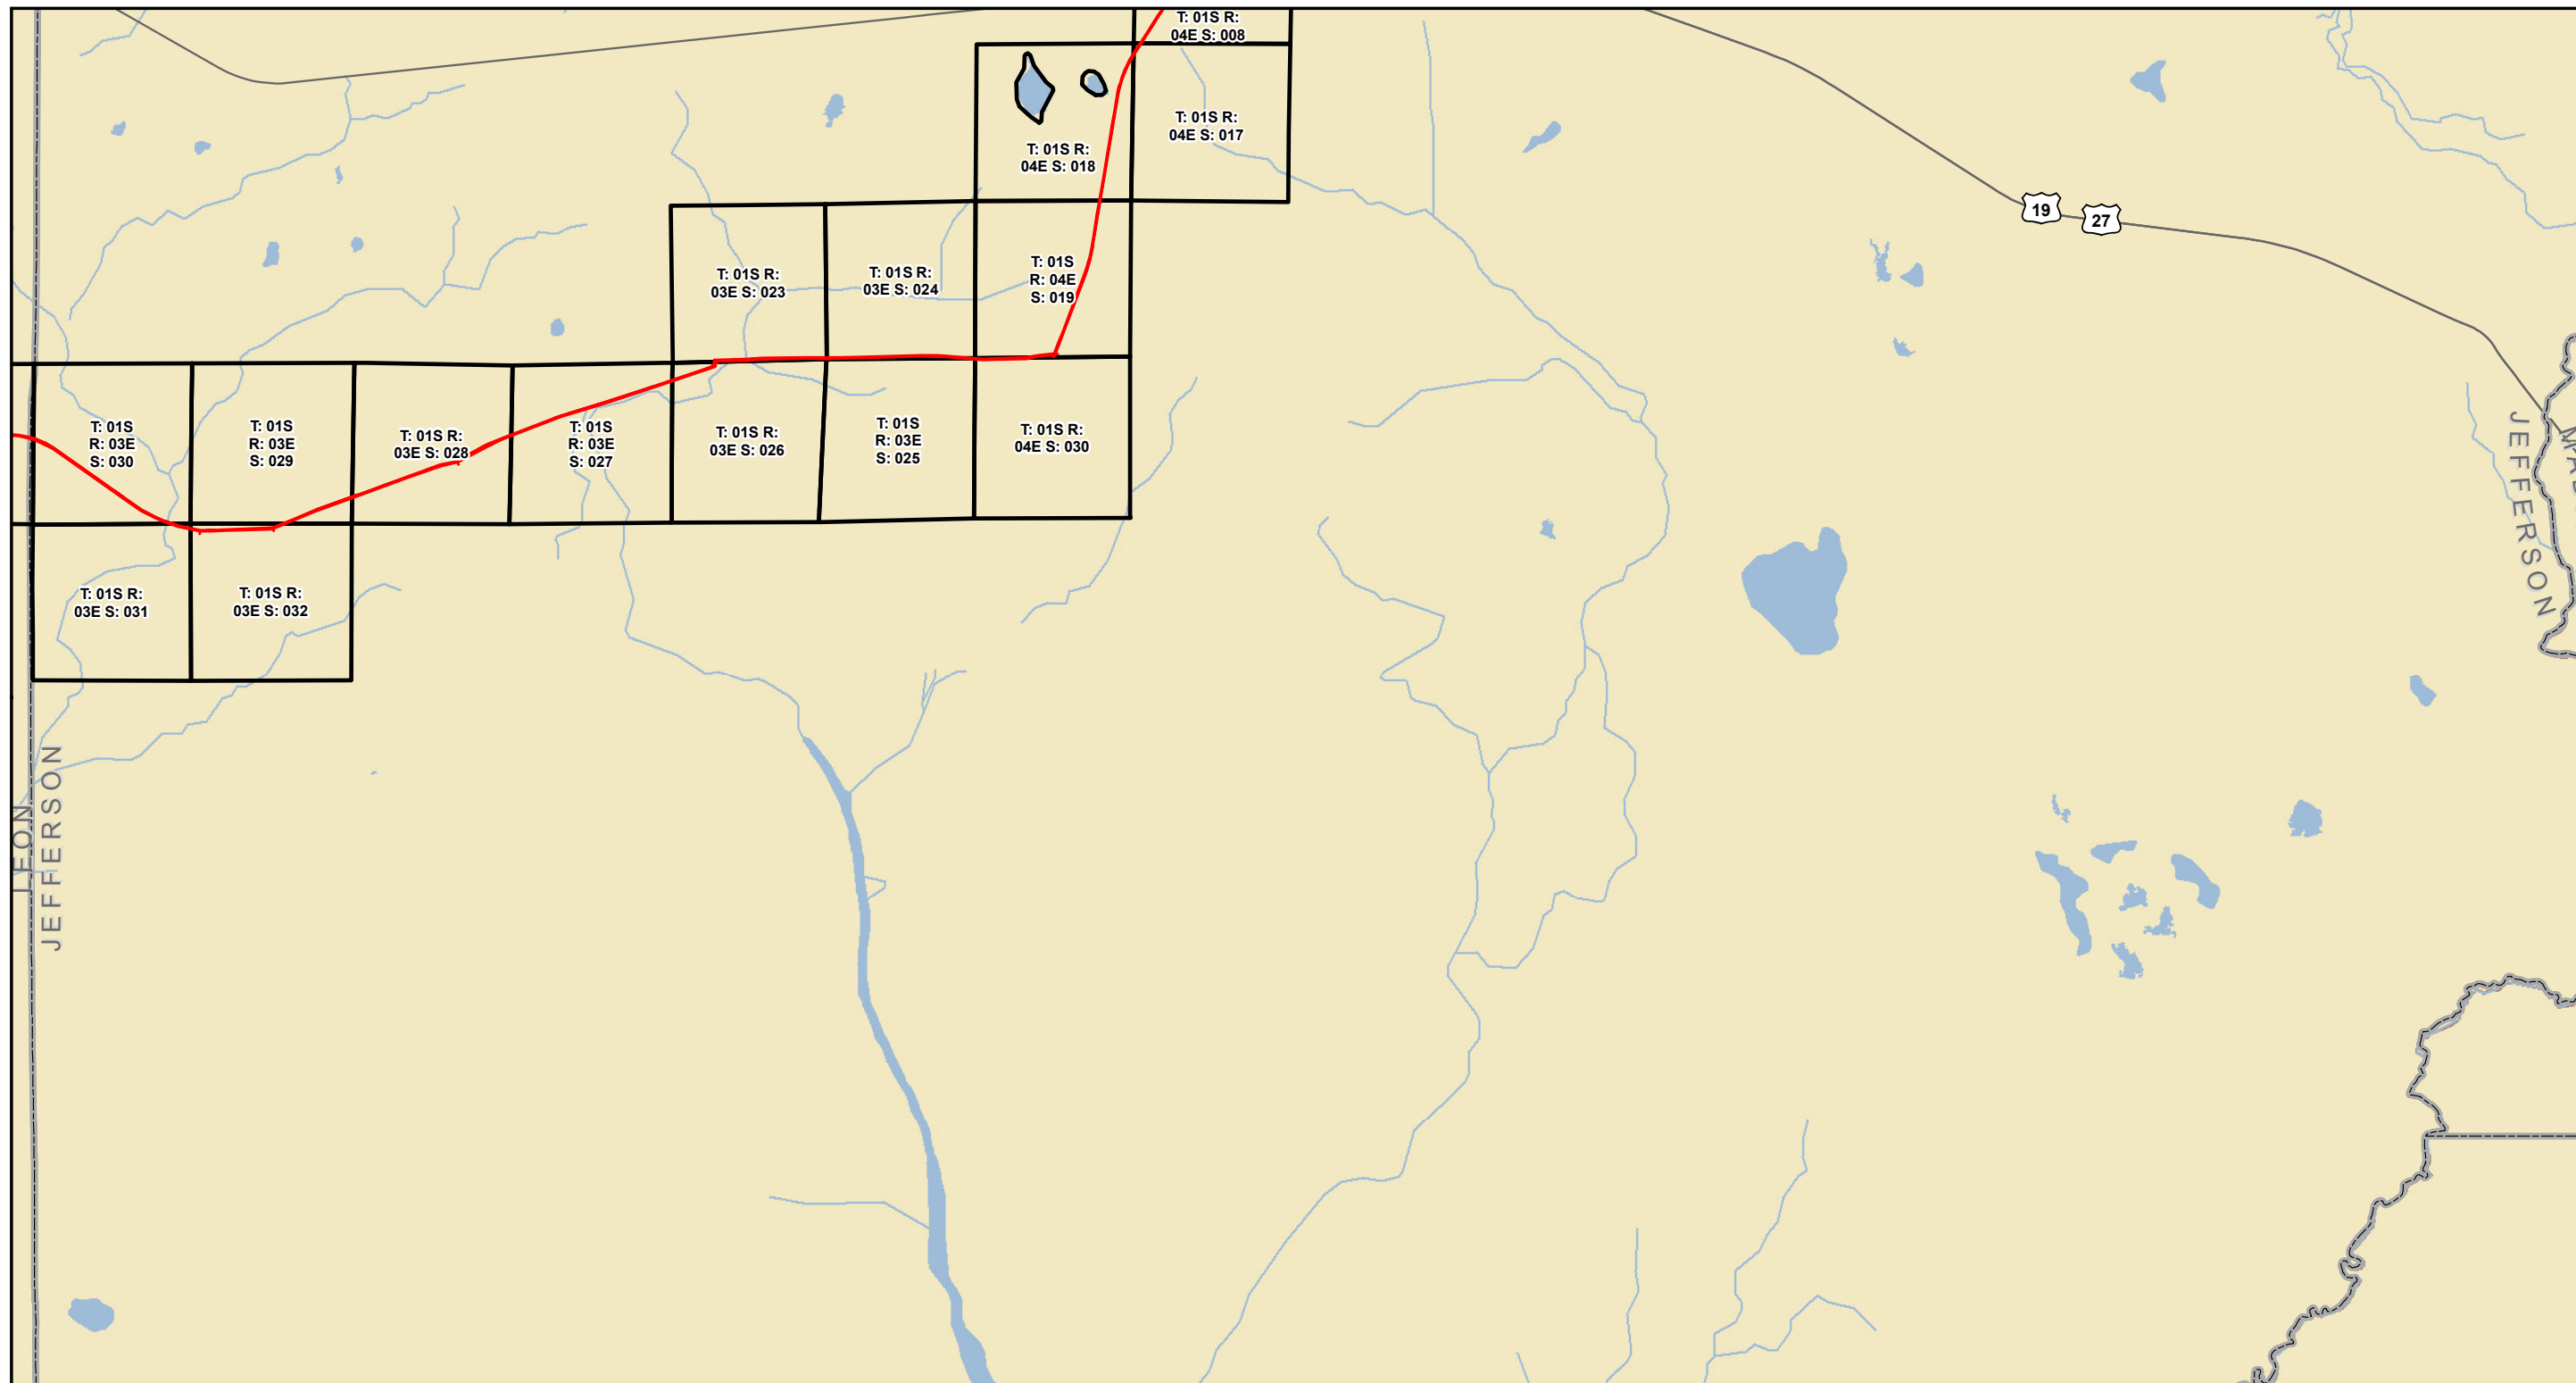 T: 01S R:
04E S: 008
T: 01S R:
04E S: 017
T: 01S R:
04E S: 018
19
27
T: 01S R:
03E S: 023
T: 01S R:
03E S: 024
T: 01S
R: 04E
S: 019
T: 01S
R: 03E
S: 030
T: 01S
R: 03E
S: 029
T: 01S R:
03E S: 028
T: 01S
R: 03E
S: 027
T: 01S R:
03E S: 026
T: 01S
R: 03E
S: 025
T: 01S R:
04E S: 030
JEFFERSON
T: 01S R:
03E S: 031
T: 01S R:
03E S: 032
LEON
JEFFERSON